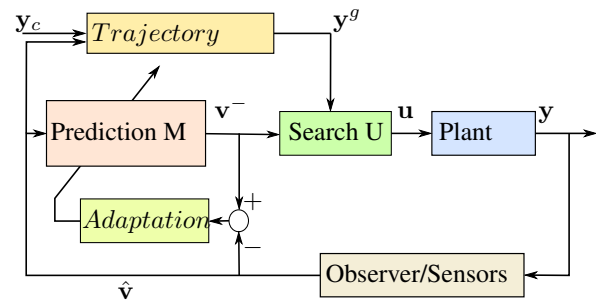 y_c
Trajectory
y^g
Prediction M
v^−
Search U
u
Plant
y
+
Adaptation
−
Observer/Sensors
v̂